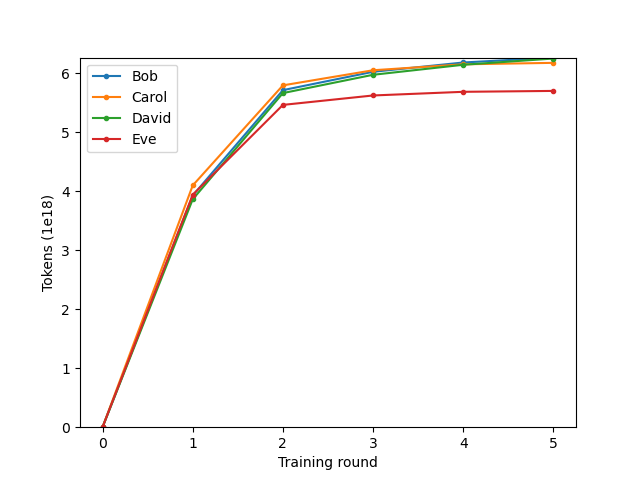 Bob
Carol
David
Eve
Tokens (1e18)
6
5
4
3
2
1
0
0 1 2 3 4 5
Training round